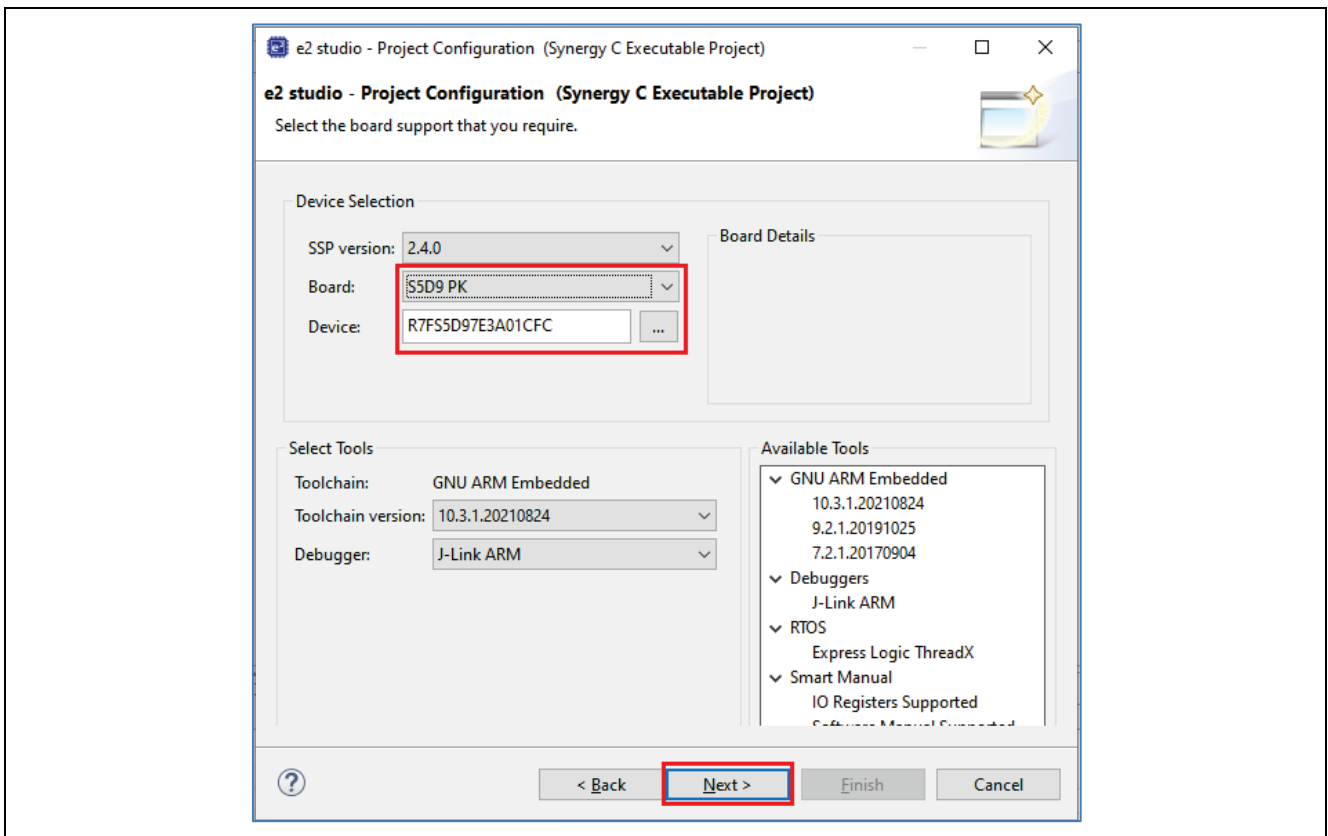 e2 studio - Project Configuration (Synergy C Executable Project)
e2 studio - Project Configuration (Synergy C Executable Project)
Select the board support that you require.
Device Selection
SSP version: 2.4.0
Board: S5D9 PK
Device: R7FS5D97E3A01CFC ...
Board Details
Select Tools
Toolchain: GNU ARM Embedded
Toolchain version: 10.3.1.20210824
Debugger: J-Link ARM
Available Tools
GNU ARM Embedded
10.3.1.20210824
9.2.1.20191025
7.2.1.20170904
Debuggers
J-Link ARM
RTOS
Express Logic ThreadX
Smart Manual
IO Registers Supported
Software Manual Supported
? < Back Next > Finish Cancel